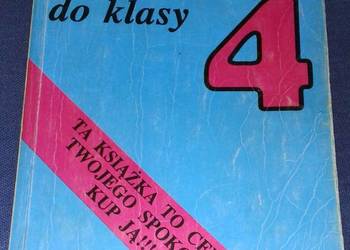 do klasy
4
TA KSIĄŻKA TO
TWOJEGO
KUP JĄ!!!